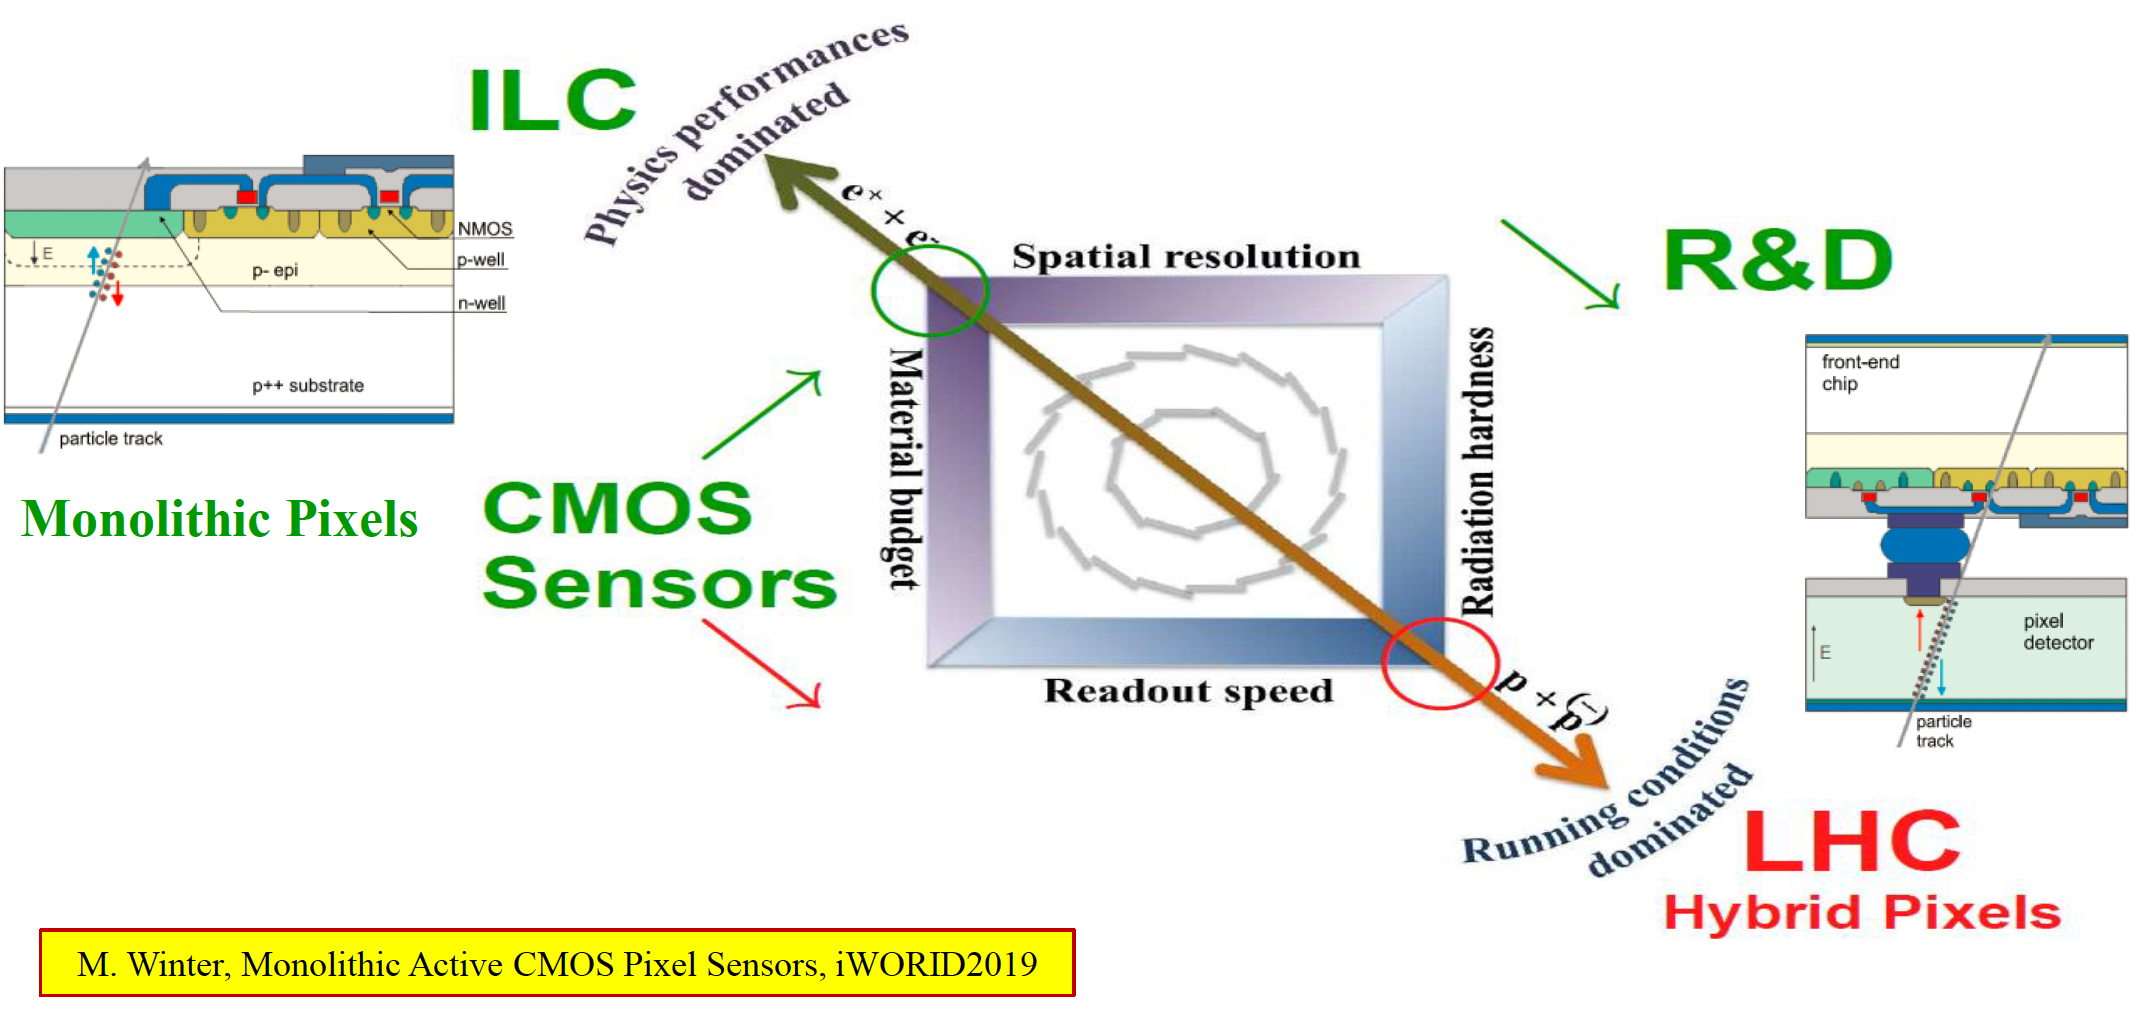 ILC
Physics performances
dominated
e⁺ × e⁻
Spatial resolution
Material budget
Radiation hardness
Readout speed
p + p
(−)
Running conditions
dominated
R&D
CMOS
Sensors
LHC
Hybrid Pixels
NMOS
p-well
n-well
E
p- epi
p++ substrate
particle track
Monolithic Pixels
front-end
chip
pixel
detector
E
particle
track
M. Winter, Monolithic Active CMOS Pixel Sensors, iWORID2019